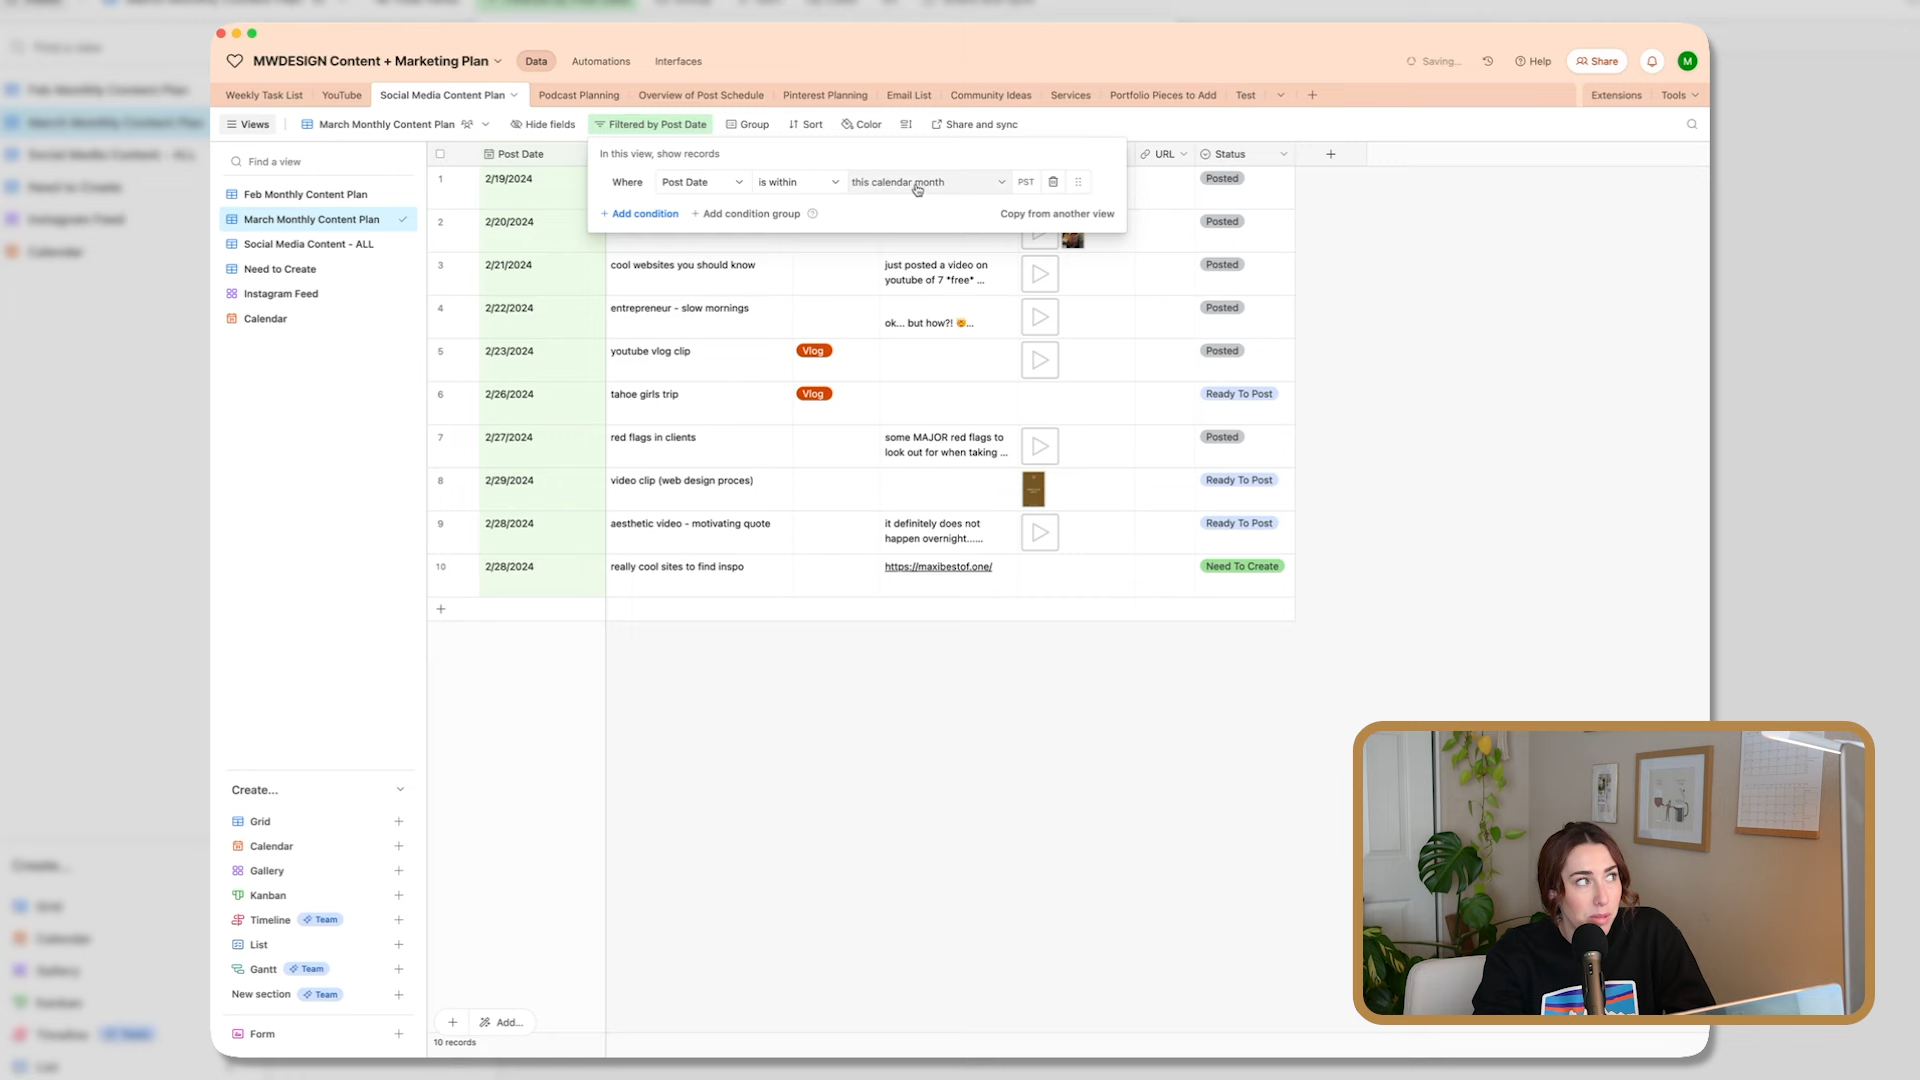 MWDESIGN Content + Marketing Plan
Data
Automations
Interfaces
Saving...
Help
Share
M
Weekly Task List
YouTube
Social Media Content Plan
Podcast Planning
Overview of Post Schedule
Pinterest Planning
Email List
Community Ideas
Services
Portfolio Pieces to Add
Test
Extensions
Tools
Views
March Monthly Content Plan
Hide fields
Filtered by Post Date
Group
Sort
Color
Share and sync
Find a view
Feb Monthly Content Plan
March Monthly Content Plan
Social Media Content - ALL
Need to Create
Instagram Feed
Calendar
In this view, show records
Where
Post Date
is within
this calendar month
PST
+ Add condition
+ Add condition group
Copy from another view
Post Date
URL
Status
1 2/19/2024 Posted
2 2/20/2024 Posted
3 2/21/2024 cool websites you should know just posted a video on
youtube of 7 *free* ...
Posted
4 2/22/2024 entrepreneur - slow mornings
ok... but how?! 🤯...
Posted
5 2/23/2024 youtube vlog clip Vlog Posted
6 2/26/2024 tahoe girls trip Vlog Ready To Post
7 2/27/2024 red flags in clients some MAJOR red flags to
look out for when taking ...
Posted
8 2/29/2024 video clip (web design proces) Ready To Post
9 2/28/2024 aesthetic video - motivating quote it definitely does not
happen overnight......
Ready To Post
10 2/28/2024 really cool sites to find inspo https://maxibestof.one/ Need To Create
Create...
Grid
Calendar
Gallery
Kanban
Timeline Team
List
Gantt Team
New section Team
Form
Add...
10 records